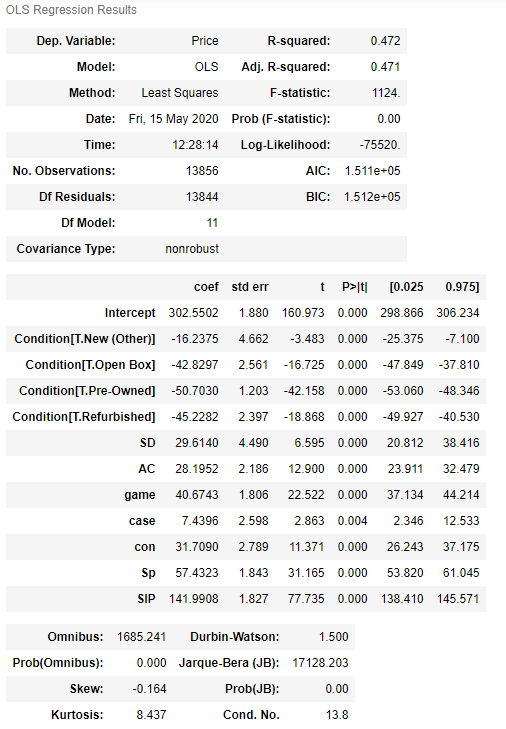 OLS Regression Results
Dep. Variable: Price R-squared: 0.472
Model: OLS Adj. R-squared: 0.471
Method: Least Squares F-statistic: 1124.
Date: Fri, 15 May 2020 Prob (F-statistic): 0.00
Time: 12:28:14 Log-Likelihood: -75520.
No. Observations: 13856 AIC: 1.511e+05
Df Residuals: 13844 BIC: 1.512e+05
Df Model: 11
Covariance Type: nonrobust
coef std err t P>|t| [0.025 0.975]
Intercept 302.5502 1.880 160.973 0.000 298.866 306.234
Condition[T.New (Other)] -16.2375 4.662 -3.483 0.000 -25.375 -7.100
Condition[T.Open Box] -42.8297 2.561 -16.725 0.000 -47.849 -37.810
Condition[T.Pre-Owned] -50.7030 1.203 -42.158 0.000 -53.060 -48.346
Condition[T.Refurbished] -45.2282 2.397 -18.868 0.000 -49.927 -40.530
SD 29.6140 4.490 6.595 0.000 20.812 38.416
AC 28.1952 2.186 12.900 0.000 23.911 32.479
game 40.6743 1.806 22.522 0.000 37.134 44.214
case 7.4396 2.598 2.863 0.004 2.346 12.533
con 31.7090 2.789 11.371 0.000 26.243 37.175
Sp 57.4323 1.843 31.165 0.000 53.820 61.045
SIP 141.9908 1.827 77.735 0.000 138.410 145.571
Omnibus: 1685.241 Durbin-Watson: 1.500
Prob(Omnibus): 0.000 Jarque-Bera (JB): 17128.203
Skew: -0.164 Prob(JB): 0.00
Kurtosis: 8.437 Cond. No. 13.8